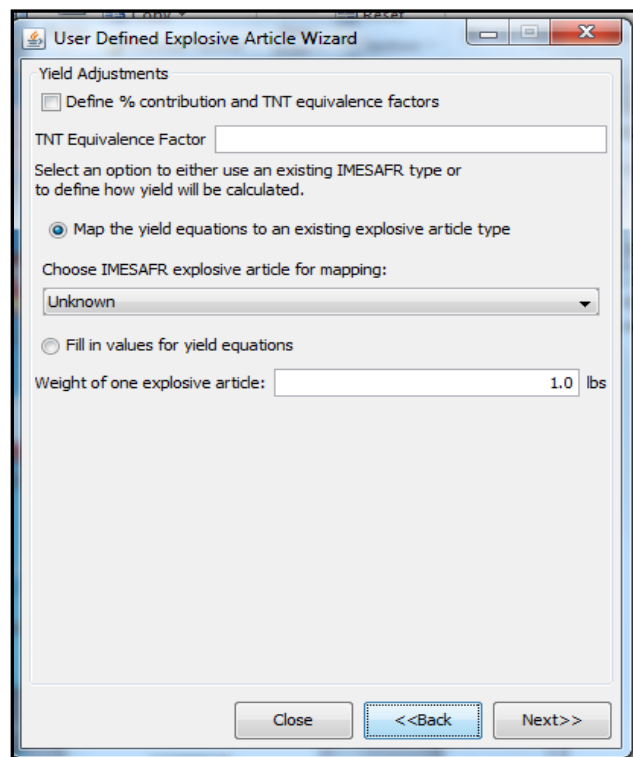 Copy
Reset
User Defined Explosive Article Wizard
Yield Adjustments
Define % contribution and TNT equivalence factors
TNT Equivalence Factor
Select an option to either use an existing IMESAFR type or
to define how yield will be calculated.
Map the yield equations to an existing explosive article type
Choose IMESAFR explosive article for mapping:
Unknown
Fill in values for yield equations
Weight of one explosive article: 1.0 lbs
Close <<Back Next>>